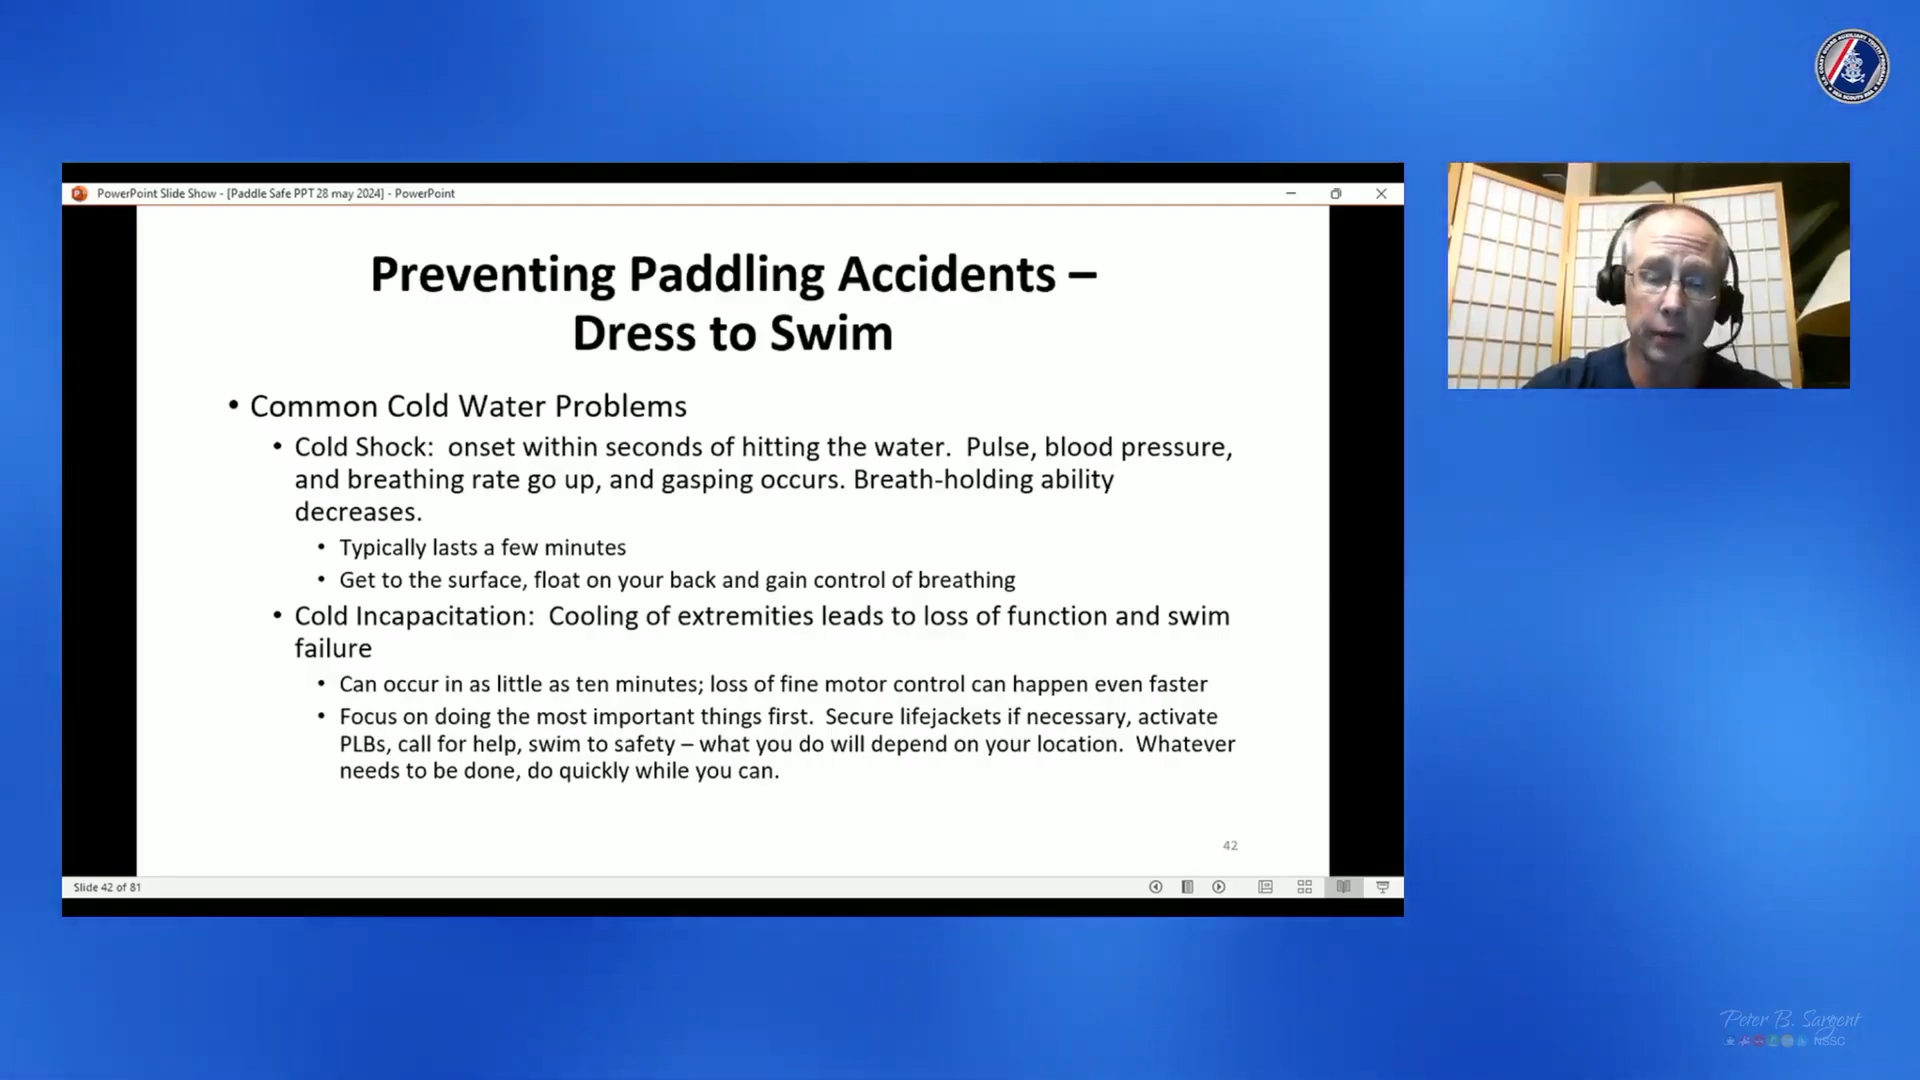 PowerPoint Slide Show - [Paddle Safe PPT 28 may 2024] - PowerPoint
Preventing Paddling Accidents –
Dress to Swim
• Common Cold Water Problems
• Cold Shock:  onset within seconds of hitting the water.  Pulse, blood pressure,
and breathing rate go up, and gasping occurs. Breath-holding ability
decreases.
• Typically lasts a few minutes
• Get to the surface, float on your back and gain control of breathing
• Cold Incapacitation:  Cooling of extremities leads to loss of function and swim
failure
• Can occur in as little as ten minutes; loss of fine motor control can happen even faster
• Focus on doing the most important things first.  Secure lifejackets if necessary, activate
PLBs, call for help, swim to safety – what you do will depend on your location.  Whatever
needs to be done, do quickly while you can.
42
Slide 42 of 81
Peter B. Sargent
NSSC